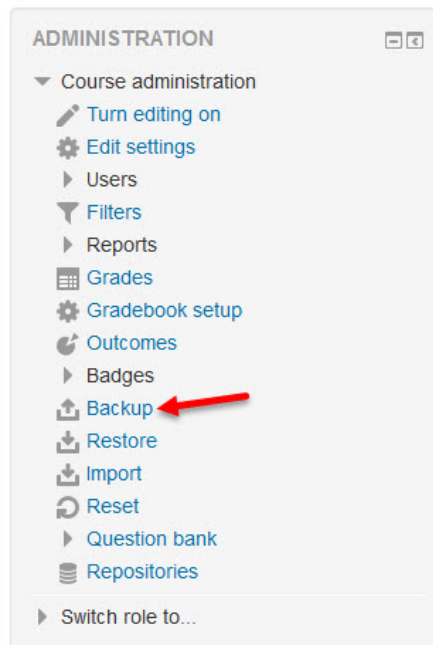 ADMINISTRATION
Course administration
Turn editing on
Edit settings
Users
Filters
Reports
Grades
Gradebook setup
Outcomes
Badges
Backup
Restore
Import
Reset
Question bank
Repositories
Switch role to...